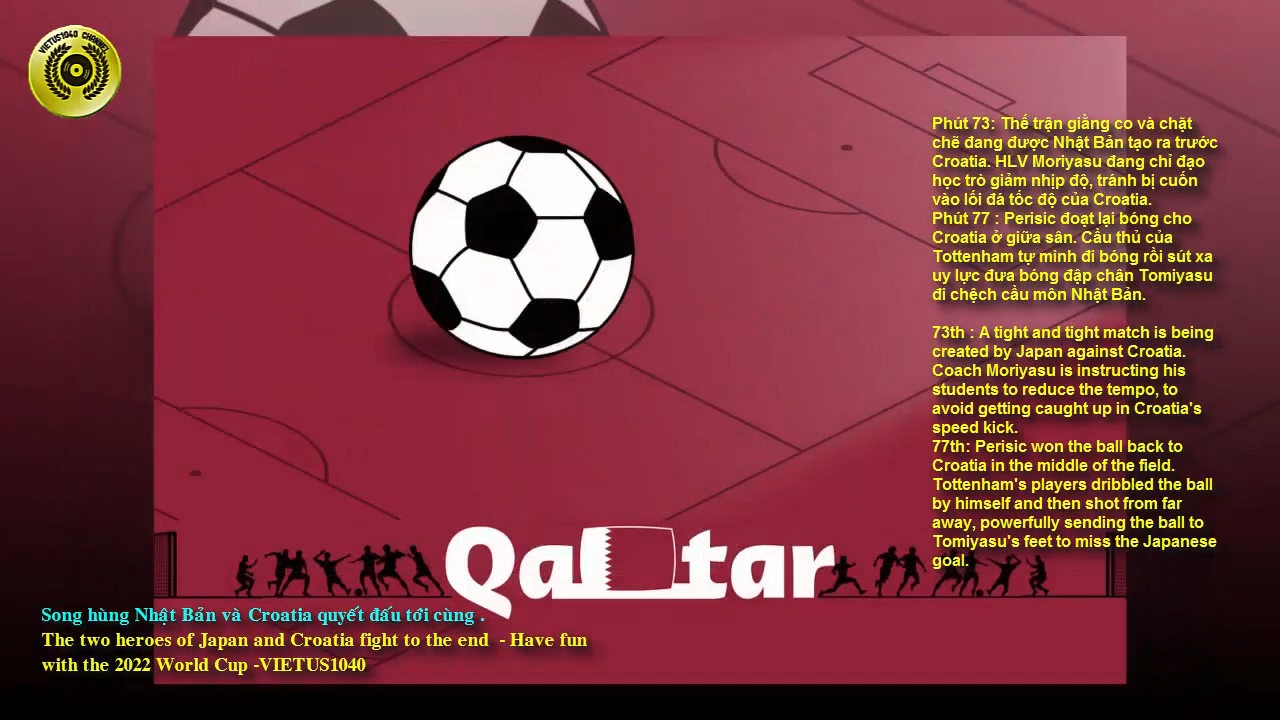 VIETUS1040 CHANNEL
Phút 73: Thế trận giằng co và chặt
chẽ đang được Nhật Bản tạo ra trước
Croatia. HLV Moriyasu đang chỉ đạo
học trò giảm nhịp độ, tránh bị cuốn
vào lối đá tốc độ của Croatia.
Phút 77 : Perisic đoạt lại bóng cho
Croatia ở giữa sân. Cầu thủ của
Tottenham tự mình đi bóng rồi sút xa
uy lực đưa bóng đập chân Tomiyasu
đi chệch cầu môn Nhật Bản.
73th : A tight and tight match is being
created by Japan against Croatia.
Coach Moriyasu is instructing his
students to reduce the tempo, to
avoid getting caught up in Croatia's
speed kick.
77th: Perisic won the ball back to
Croatia in the middle of the field.
Tottenham's players dribbled the ball
by himself and then shot from far
away, powerfully sending the ball to
Tomiyasu's feet to miss the Japanese
goal.
Qatar
Song hùng Nhật Bản và Croatia quyết đấu tới cùng .
The two heroes of Japan and Croatia fight to the end - Have fun
with the 2022 World Cup -VIETUS1040